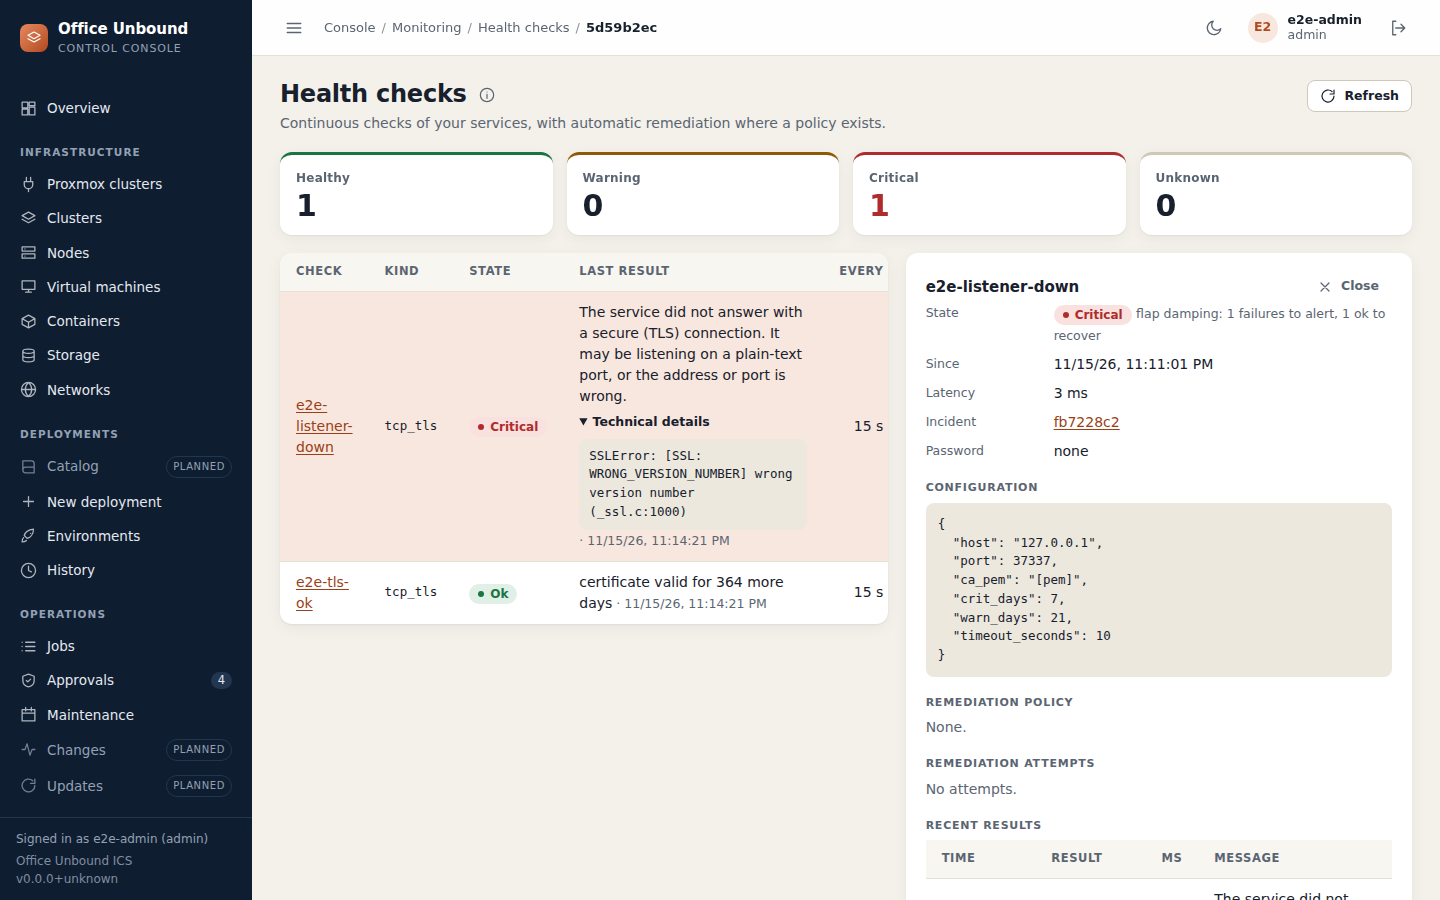 Office Unbound
CONTROL CONSOLE
Overview
INFRASTRUCTURE
Proxmox clusters
Clusters
Nodes
Virtual machines
Containers
Storage
Networks
DEPLOYMENTS
Catalog PLANNED
New deployment
Environments
History
OPERATIONS
Jobs
Approvals 4
Maintenance
Changes PLANNED
Updates PLANNED
Signed in as e2e-admin (admin)
Office Unbound ICS
v0.0.0+unknown
Console / Monitoring / Health checks / 5d59b2ec
E2 e2e-admin
admin
Health checks
Continuous checks of your services, with automatic remediation where a policy exists.
Refresh
Healthy
1
Warning
0
Critical
1
Unknown
0
CHECK KIND STATE LAST RESULT EVERY
e2e-
listener-
down
tcp_tls
Critical
The service did not answer with
a secure (TLS) connection. It
may be listening on a plain-text
port, or the address or port is
wrong.
Technical details
SSLError: [SSL:
WRONG_VERSION_NUMBER] wrong
version number
(_ssl.c:1000)
· 11/15/26, 11:14:21 PM
15 s
e2e-tls-
ok
tcp_tls
Ok
certificate valid for 364 more
days · 11/15/26, 11:14:21 PM
15 s
e2e-listener-down
Close
State Critical flap damping: 1 failures to alert, 1 ok to
recover
Since 11/15/26, 11:11:01 PM
Latency 3 ms
Incident fb7228c2
Password none
CONFIGURATION
{
"host": "127.0.0.1",
"port": 37337,
"ca_pem": "[pem]",
"crit_days": 7,
"warn_days": 21,
"timeout_seconds": 10
}
REMEDIATION POLICY
None.
REMEDIATION ATTEMPTS
No attempts.
RECENT RESULTS
TIME RESULT MS MESSAGE
The service did not